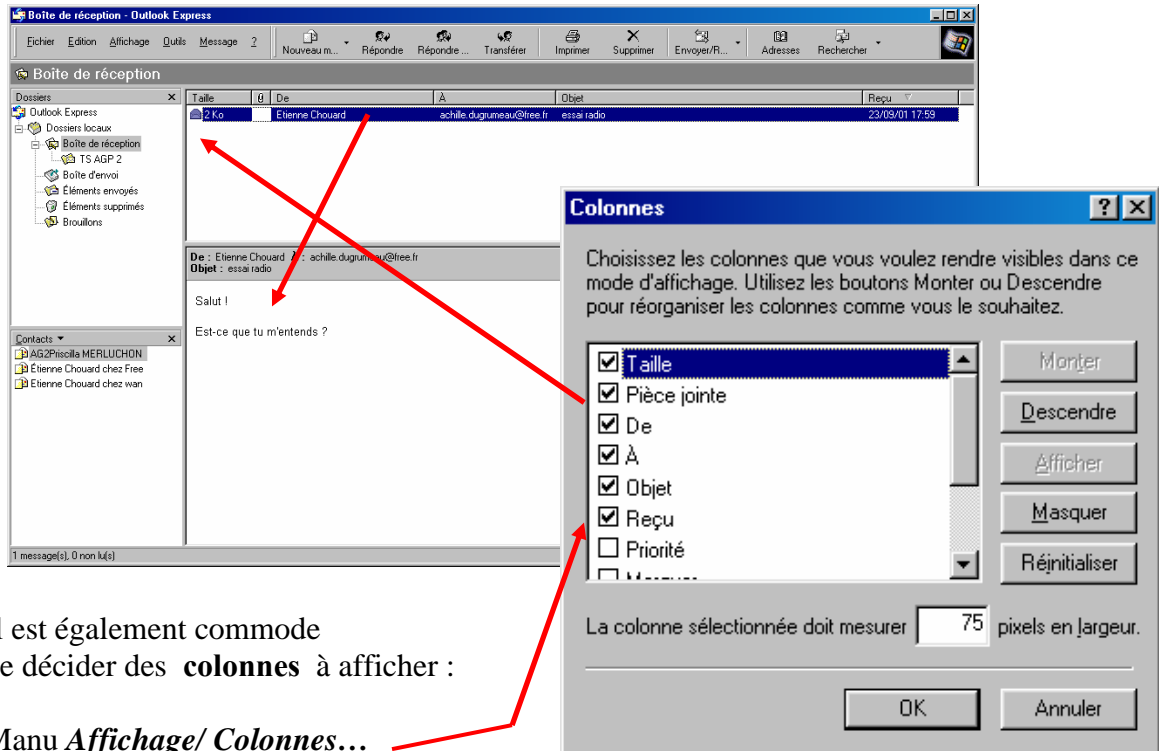 Boîte de réception - Outlook Express
Fichier Edition Affichage Outils Message ?
Nouveau m... Répondre Répondre ... Transférer Imprimer Supprimer Envoyer/R... Adresses Rechercher
Boîte de réception
Dossiers
Outlook Express
Dossiers locaux
Boîte de réception
TS AGP 2
Boîte d'envoi
Éléments envoyés
Éléments supprimés
Brouillons
Taille De À Objet Reçu
2 Ko Etienne Chouard achille.dugrumeau@free.fr essai radio 23/09/01 17:59
De : Etienne Chouard À : achille.dugrumeau@free.fr
Objet : essai radio
Salut !
Est-ce que tu m'entends ?
Contacts
AG2Priscilla MERLUCHON
Étienne Chouard chez Free
Etienne Chouard chez wan
1 message(s), 0 non lu(s)
Colonnes
Choisissez les colonnes que vous voulez rendre visibles dans ce
mode d'affichage. Utilisez les boutons Monter ou Descendre
pour réorganiser les colonnes comme vous le souhaitez.
Taille
Pièce jointe
De
À
Objet
Reçu
Priorité
Monter
Descendre
Afficher
Masquer
Réinitialiser
La colonne sélectionnée doit mesurer 75 pixels en largeur.
OK Annuler
l est également commode
e décider des colonnes à afficher :
Manu Affichage/ Colonnes…